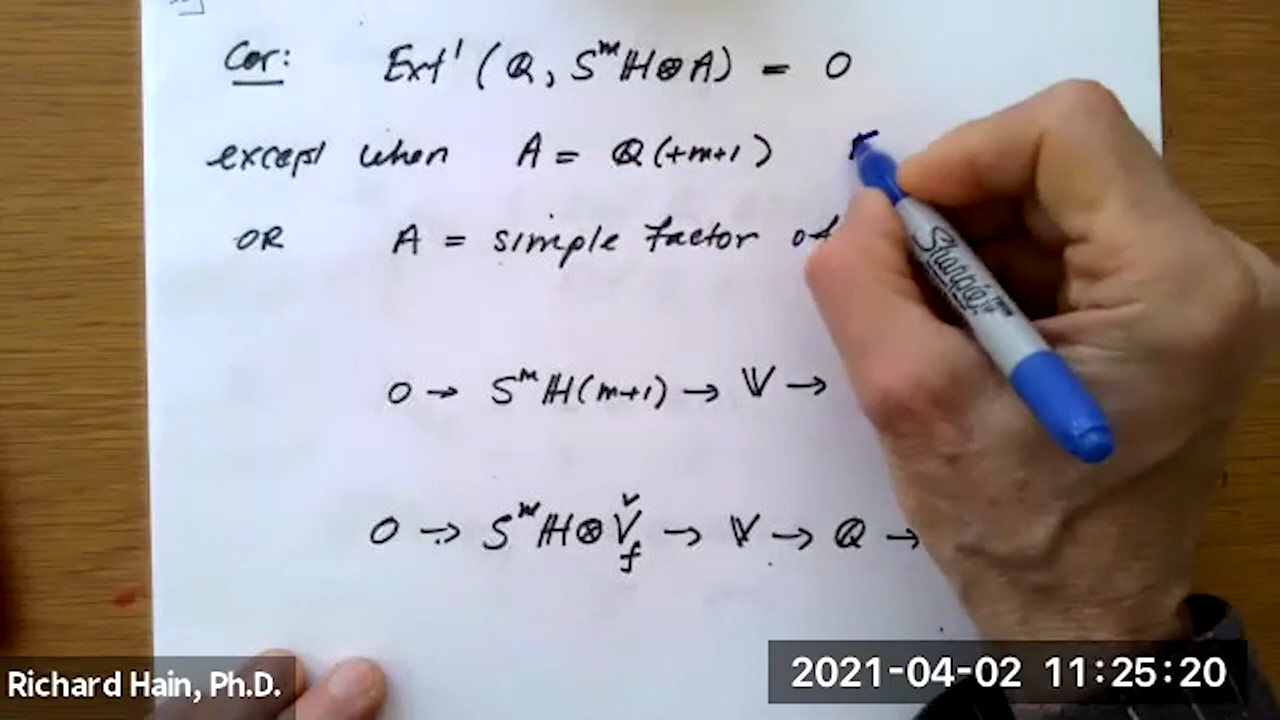 Cor: Ext¹(ℚ, SᵐℍⓧA) = 0
except when A = ℚ(+m+1)
OR A = simple factor of
0 → Sᵐℍ(m+1) → 𝕍 →
0 → Sᵐℍ⊗V̌_f → 𝕍 → ℚ →
Sharpie
Richard Hain, Ph.D.
2021-04-02 11:25:20